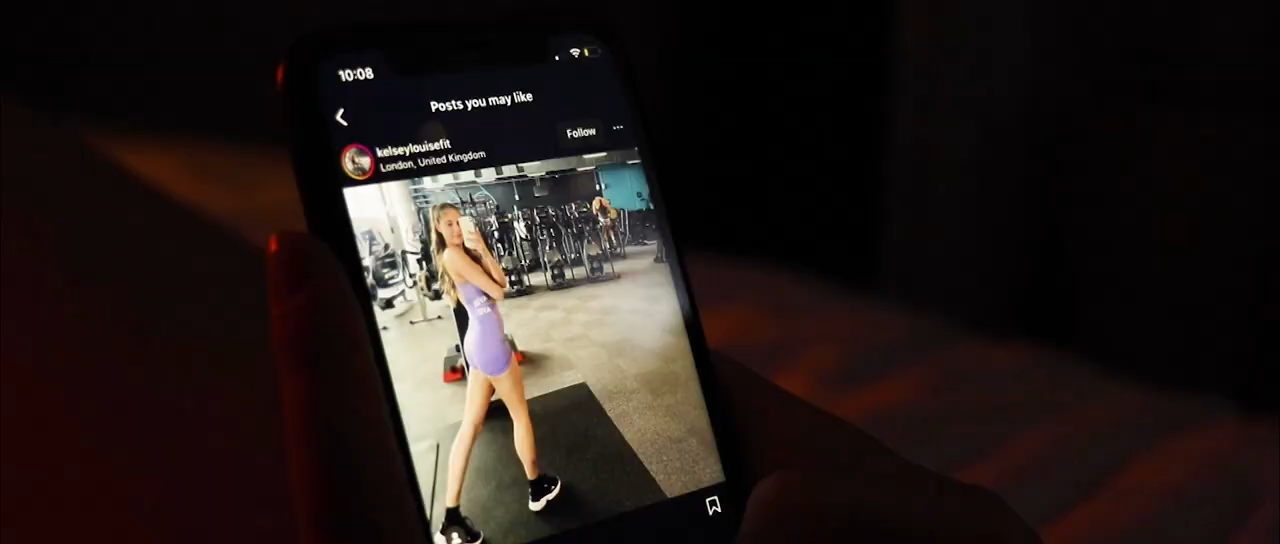 10:08
Posts you may like
kelseylouisefit
Follow
London, United Kingdom